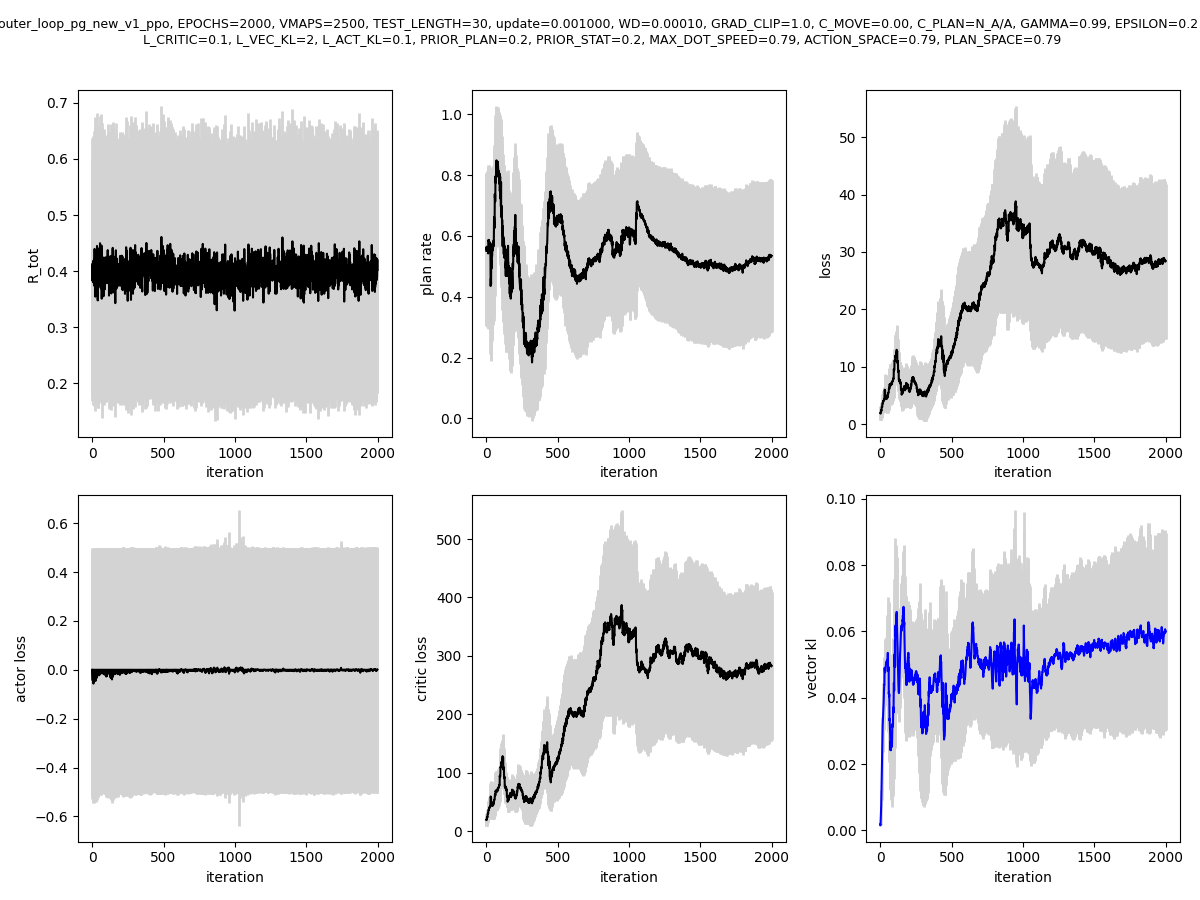 outer_loop_pg_new_v1_ppo, EPOCHS=2000, VMAPS=2500, TEST_LENGTH=30, update=0.001000, WD=0.00010, GRAD_CLIP=1.0, C_MOVE=0.00, C_PLAN=N_A/A, GAMMA=0.99, EPSILON=0.2
L_CRITIC=0.1, L_VEC_KL=2, L_ACT_KL=0.1, PRIOR_PLAN=0.2, PRIOR_STAT=0.2, MAX_DOT_SPEED=0.79, ACTION_SPACE=0.79, PLAN_SPACE=0.79
R_tot
0.7
0.6
0.5
0.4
0.3
0.2
0 500 1000 1500 2000
iteration
plan rate
1.0
0.8
0.6
0.4
0.2
0.0
0 500 1000 1500 2000
iteration
loss
50
40
30
20
10
0
0 500 1000 1500 2000
iteration
actor loss
0.6
0.4
0.2
0.0
−0.2
−0.4
−0.6
0 500 1000 1500 2000
iteration
critic loss
500
400
300
200
100
0
0 500 1000 1500 2000
iteration
vector kl
0.10
0.08
0.06
0.04
0.02
0.00
0 500 1000 1500 2000
iteration